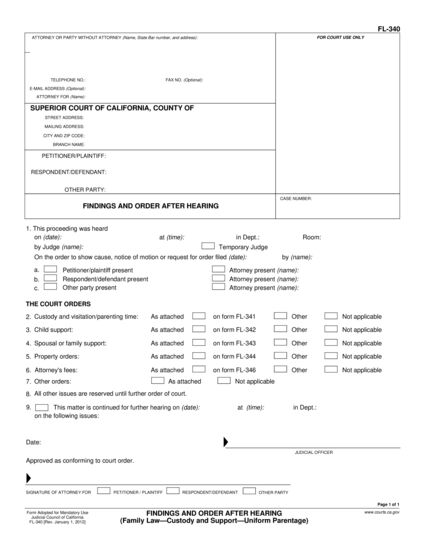 FL-340
ATTORNEY OR PARTY WITHOUT ATTORNEY (Name, State Bar number, and address):
FOR COURT USE ONLY
TELEPHONE NO.: FAX NO. (Optional):
E-MAIL ADDRESS (Optional):
ATTORNEY FOR (Name):
SUPERIOR COURT OF CALIFORNIA, COUNTY OF
STREET ADDRESS:
MAILING ADDRESS:
CITY AND ZIP CODE:
BRANCH NAME:
PETITIONER/PLAINTIFF:
RESPONDENT/DEFENDANT:
OTHER PARTY:
FINDINGS AND ORDER AFTER HEARING
CASE NUMBER:
1. This proceeding was heard
on (date): at (time): in Dept.: Room:
by Judge (name): Temporary Judge
On the order to show cause, notice of motion or request for order filed (date): by (name):
a. Petitioner/plaintiff present Attorney present (name):
b. Respondent/defendant present Attorney present (name):
c. Other party present Attorney present (name):
THE COURT ORDERS
2. Custody and visitation/parenting time: As attached on form FL-341 Other Not applicable
3. Child support: As attached on form FL-342 Other Not applicable
4. Spousal or family support: As attached on form FL-343 Other Not applicable
5. Property orders: As attached on form FL-344 Other Not applicable
6. Attorney's fees: As attached on form FL-346 Other Not applicable
7. Other orders: As attached Not applicable
8. All other issues are reserved until further order of court.
9. This matter is continued for further hearing on (date): at (time): in Dept.:
on the following issues:
Date:
JUDICIAL OFFICER
Approved as conforming to court order.
SIGNATURE OF ATTORNEY FOR PETITIONER / PLAINTIFF RESPONDENT/DEFENDANT OTHER PARTY
Page 1 of 1
Form Adopted for Mandatory Use
Judicial Council of California
FL-340 [Rev. January 1, 2012]
FINDINGS AND ORDER AFTER HEARING
(Family Law—Custody and Support—Uniform Parentage)
www.courts.ca.gov